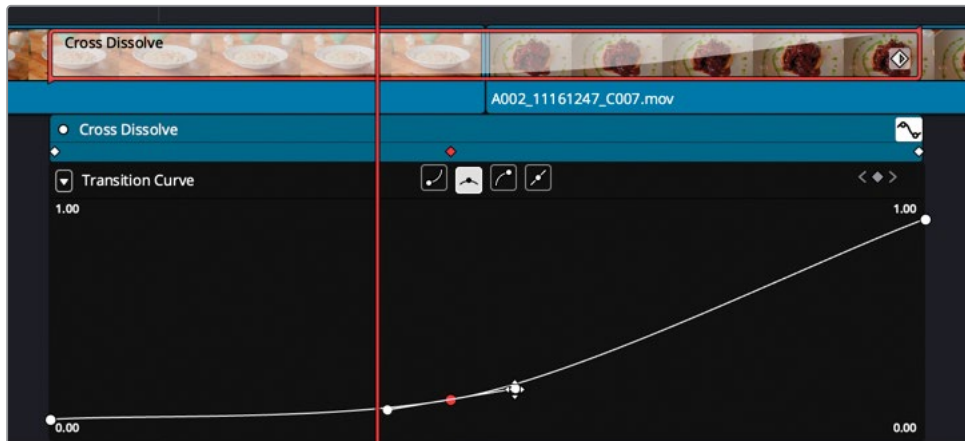 Cross Dissolve
A002_11161247_C007.mov
Cross Dissolve
Transition Curve
1.00 1.00
0.00 0.00